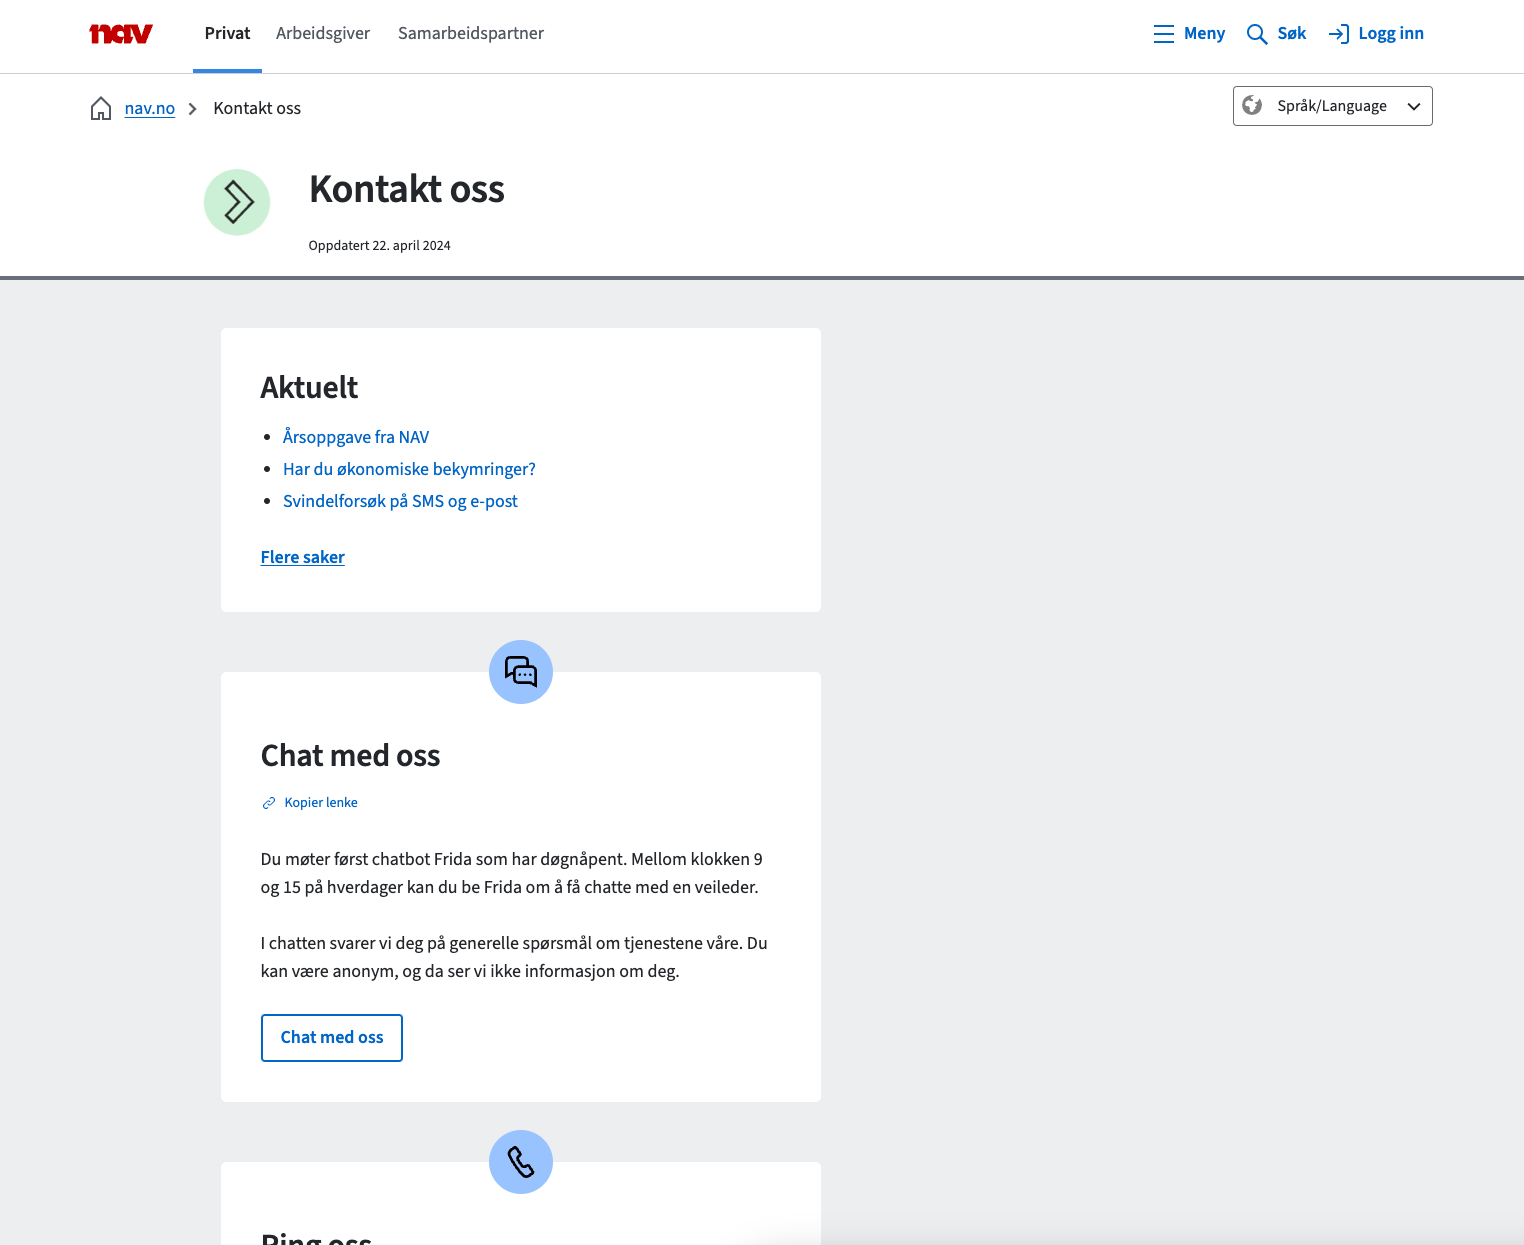 nav
Privat
Arbeidsgiver
Samarbeidspartner
Meny
Søk
Logg inn
nav.no
Kontakt oss
Språk/Language
Kontakt oss
Oppdatert 22. april 2024
Aktuelt
Årsoppgave fra NAV
Har du økonomiske bekymringer?
Svindelforsøk på SMS og e-post
Flere saker
Chat med oss
Kopier lenke
Du møter først chatbot Frida som har døgnåpent. Mellom klokken 9
og 15 på hverdager kan du be Frida om å få chatte med en veileder.
I chatten svarer vi deg på generelle spørsmål om tjenestene våre. Du
kan være anonym, og da ser vi ikke informasjon om deg.
Chat med oss
Ring oss